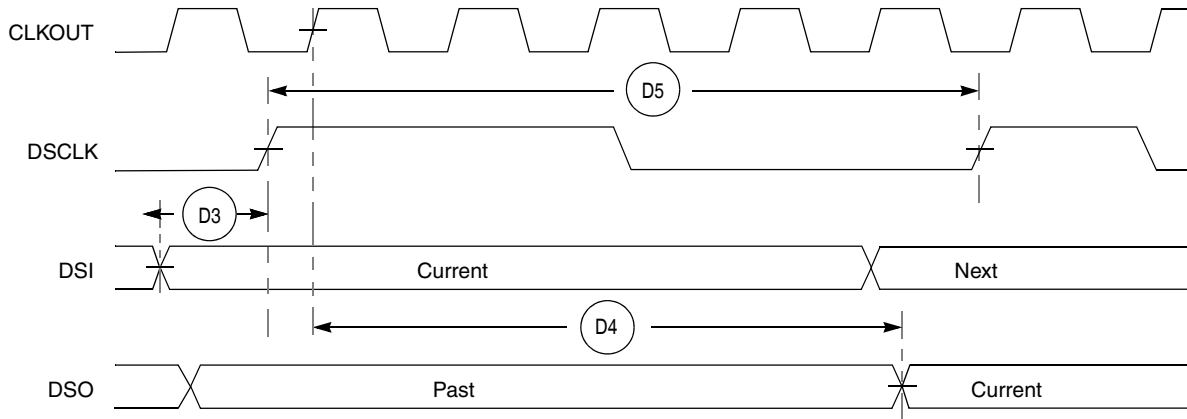 CLKOUT
D5
DSCLK
D3
DSI
Current
Next
D4
DSO
Past
Current